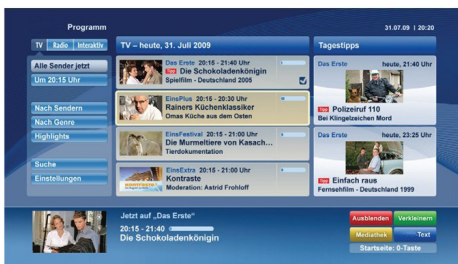 Programm
31.07.09 | 20:20
TV Radio Interaktiv
TV – heute, 31. Juli 2009
Tagestipps
Alle Sender jetzt
Um 20:15 Uhr
Nach Sendern
Nach Genre
Highlights
Suche
Einstellungen
Das Erste 20:15 - 21:40 Uhr
Tipp Die Schokoladenkönigin
Spielfilm - Deutschland 2005
EinsPlus 20:15 - 20:30 Uhr
Rainers Küchenklassiker
Omas Küche aus dem Osten
EinsFestival 20:15 - 21:00 Uhr
Die Murmeltiere von Kasach...
Tierdokumentation
EinsExtra 20:15 - 21:00 Uhr
Kontraste
Moderation: Astrid Frohloff
KONTRASTE
Das Erste heute, 21:40 Uhr
Tipp Polizeiruf 110
Bei Klingelzeichen Mord
Das Erste heute, 23:25 Uhr
Tipp Einfach raus
Fernsehfilm - Deutschland 1999
Jetzt auf „Das Erste“
20:15 - 21:40
Die Schokoladenkönigin
Ausblenden Verkleinern
Mediathek Text
Startseite: 0-Taste